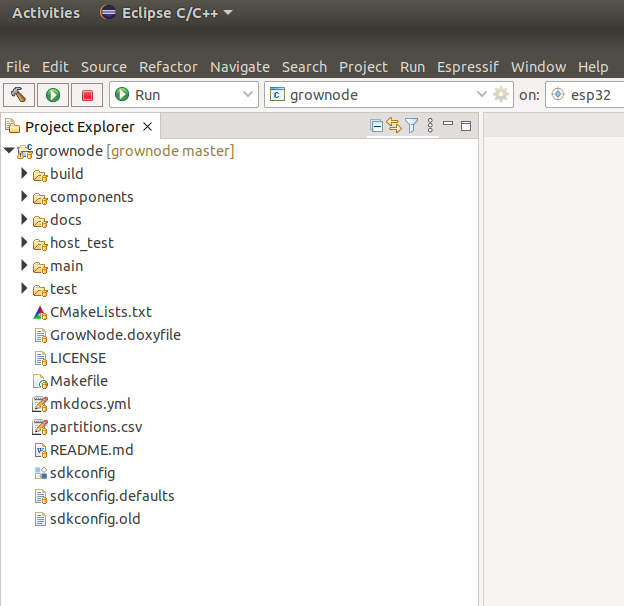 Activities Eclipse C/C++
File Edit Source Refactor Navigate Search Project Run Espressif Window Help
Run grownode on: esp32
Project Explorer
grownode [grownode master]
build
components
docs
host_test
main
test
CMakeLists.txt
GrowNode.doxyfile
LICENSE
Makefile
mkdocs.yml
partitions.csv
README.md
sdkconfig
sdkconfig.defaults
sdkconfig.old